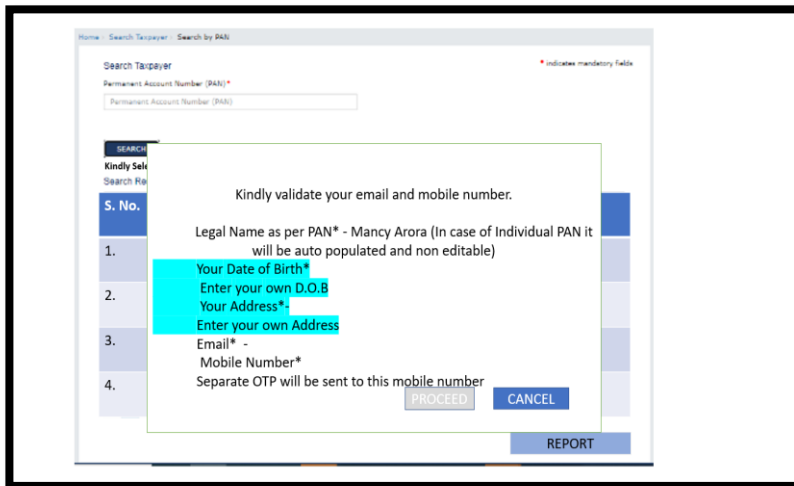 Home > Search Taxpayer > Search by PAN
Search Taxpayer
* indicates mandatory fields
Permanent Account Number (PAN)*
Permanent Account Number (PAN)
SEARCH
Kindly Sele
Search Re
S. No.
1.
2.
3.
4.
Kindly validate your email and mobile number.
Legal Name as per PAN* - Mancy Arora (In case of Individual PAN it
will be auto populated and non editable)
Your Date of Birth*
Enter your own D.O.B
Your Address*-
Enter your own Address
Email* -
Mobile Number*
Separate OTP will be sent to this mobile number
PROCEED
CANCEL
REPORT